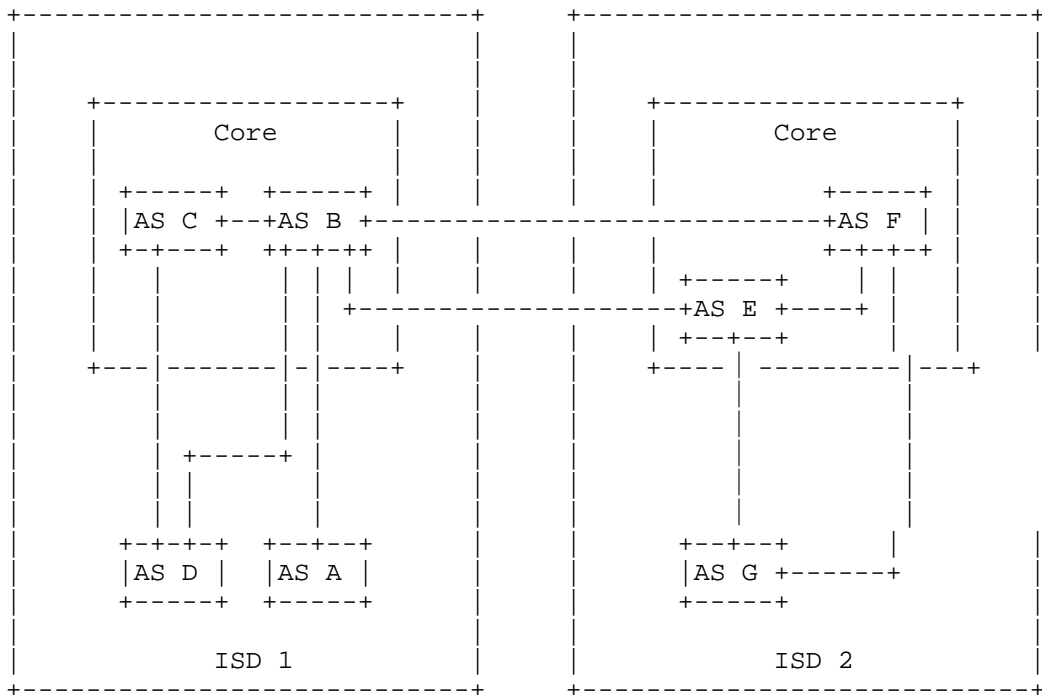 Core Core
AS C AS B AS F
AS E
AS D AS A AS G
ISD 1 ISD 2